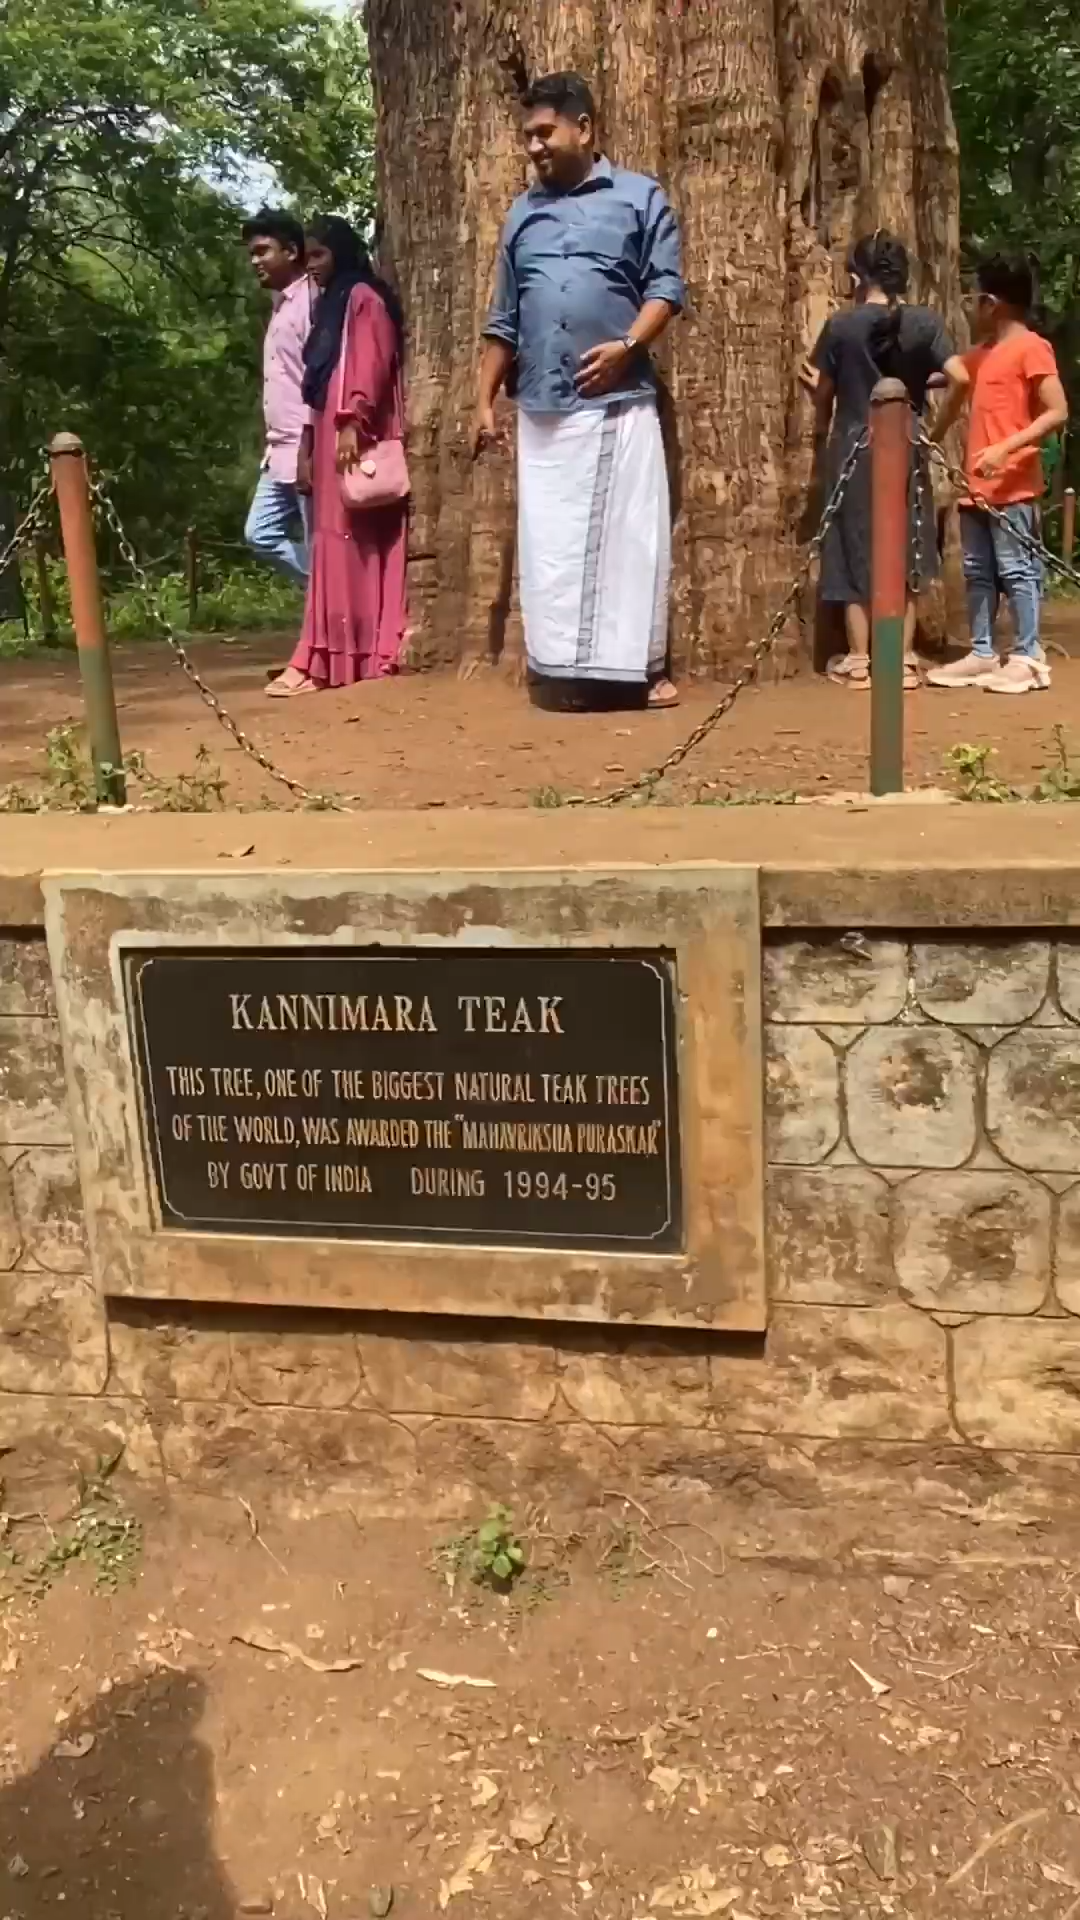 KANNIMARA TEAK
THIS TREE, ONE OF THE BIGGEST NATURAL TEAK TREES
OF THE WORLD, WAS AWARDED THE "MAHAVRIKSHA PURASKAR"
BY GOVT OF INDIA DURING 1994-95